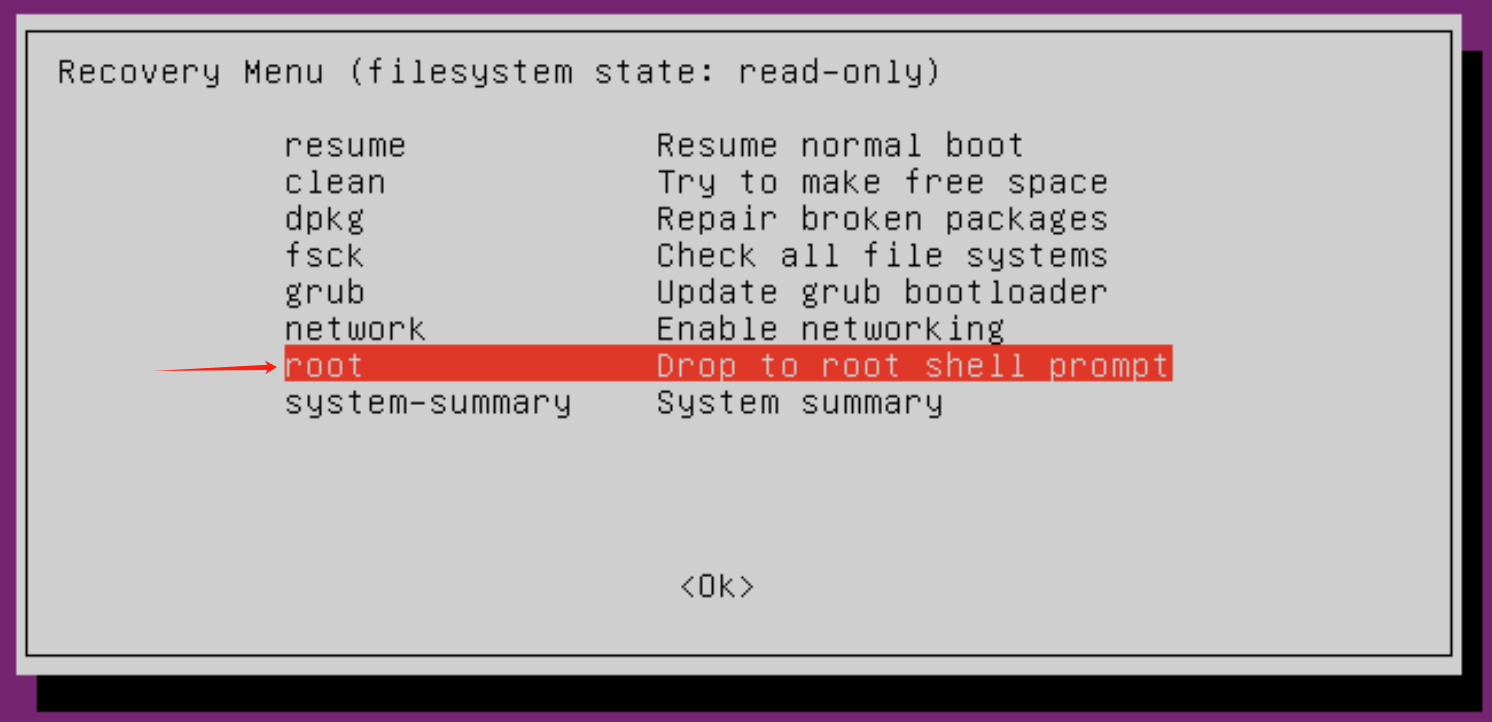 Recovery Menu (filesystem state: read-only)
resume Resume normal boot
clean Try to make free space
dpkg Repair broken packages
fsck Check all file systems
grub Update grub bootloader
network Enable networking
root Drop to root shell prompt
system-summary System summary
<Ok>